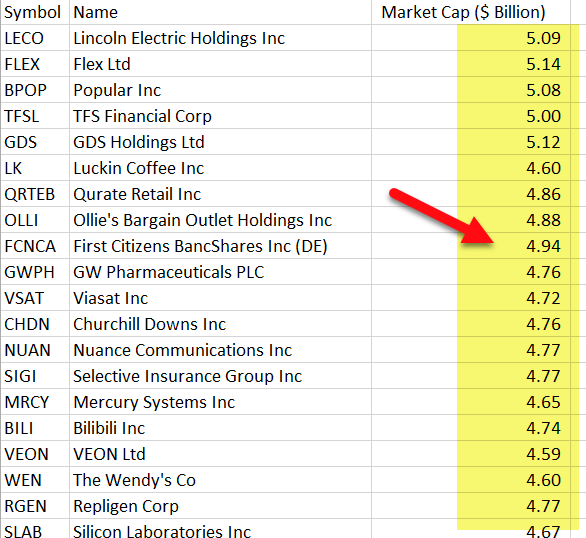 Symbol Name Market Cap ($ Billion)
LECO Lincoln Electric Holdings Inc 5.09
FLEX Flex Ltd 5.14
BPOP Popular Inc 5.08
TFSL TFS Financial Corp 5.00
GDS GDS Holdings Ltd 5.12
LK Luckin Coffee Inc 4.60
QRTEB Qurate Retail Inc 4.86
OLLI Ollie's Bargain Outlet Holdings Inc 4.88
FCNCA First Citizens BancShares Inc (DE) 4.94
GWPH GW Pharmaceuticals PLC 4.76
VSAT Viasat Inc 4.72
CHDN Churchill Downs Inc 4.76
NUAN Nuance Communications Inc 4.77
SIGI Selective Insurance Group Inc 4.77
MRCY Mercury Systems Inc 4.65
BILI Bilibili Inc 4.74
VEON VEON Ltd 4.59
WEN The Wendy's Co 4.60
RGEN Repligen Corp 4.77
SLAB Silicon Laboratories Inc 4.67